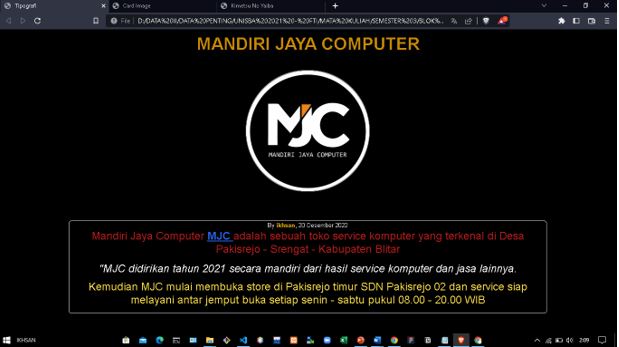 Tipografi
Card Image
Kimetsu No Yaiba
File D:/DATA%20II/DATA%20PENTING/UNISBA%202021%20-%20FTI/MATA%20KULIAH/SEMESTER%203/BLOK%...
MANDIRI JAYA COMPUTER
MJC
MANDIRI JAYA COMPUTER
By Ikhsan, 20 Desember 2022
Mandiri Jaya Computer MJC adalah sebuah toko service komputer yang terkenal di Desa
Pakisrejo - Srengat - Kabupaten Blitar
"MJC didirikan tahun 2021 secara mandiri dari hasil service komputer dan jasa lainnya.
Kemudian MJC mulai membuka store di Pakisrejo timur SDN Pakisrejo 02 dan service siap
melayani antar jemput buka setiap senin - sabtu pukul 08.00 - 20.00 WIB
IKHSAN
2:09